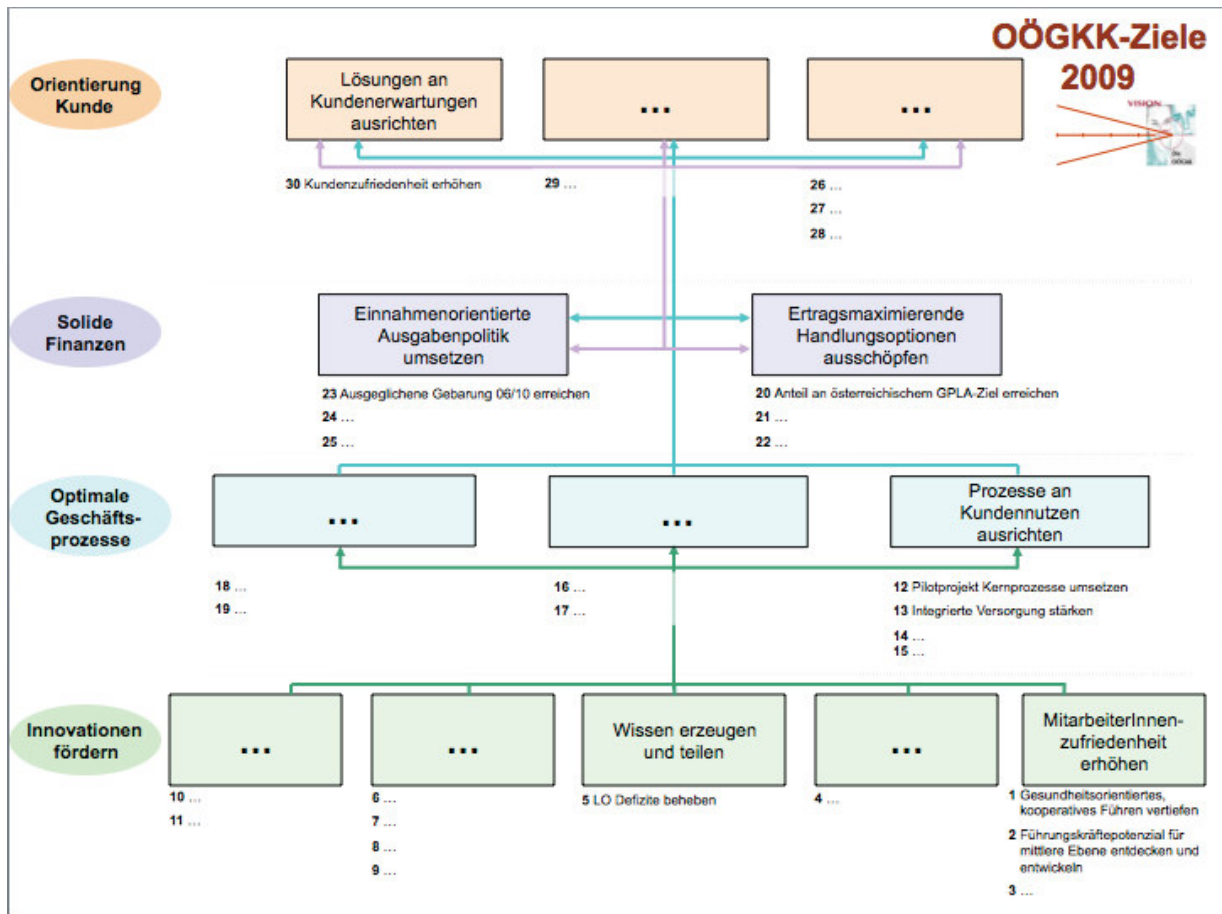 OÖGKK-Ziele
2009
VISION
Die
OÖGKK
Orientierung
Kunde
Lösungen an
Kundenerwartungen
ausrichten
...
...
30 Kundenzufriedenheit erhöhen
29 ...
26 ...
27 ...
28 ...
Solide
Finanzen
Einnahmenorientierte
Ausgabenpolitik
umsetzen
Ertragsmaximierende
Handlungsoptionen
ausschöpfen
23 Ausgeglichene Gebarung 06/10 erreichen
24 ...
25 ...
20 Anteil an österreichischem GPLA-Ziel erreichen
21 ...
22 ...
Optimale
Geschäfts-
prozesse
...
...
Prozesse an
Kundennutzen
ausrichten
18 ...
19 ...
16 ...
17 ...
12 Pilotprojekt Kernprozesse umsetzen
13 Integrierte Versorgung stärken
14 ...
15 ...
Innovationen
fördern
...
...
Wissen erzeugen
und teilen
...
MitarbeiterInnen-
zufriedenheit
erhöhen
10 ...
11 ...
6 ...
7 ...
8 ...
9 ...
5 LO Defizite beheben
4 ...
1 Gesundheitsorientiertes,
kooperatives Führen vertiefen
2 Führungskräftepotenzial für
mittlere Ebene entdecken und
entwickeln
3 ...